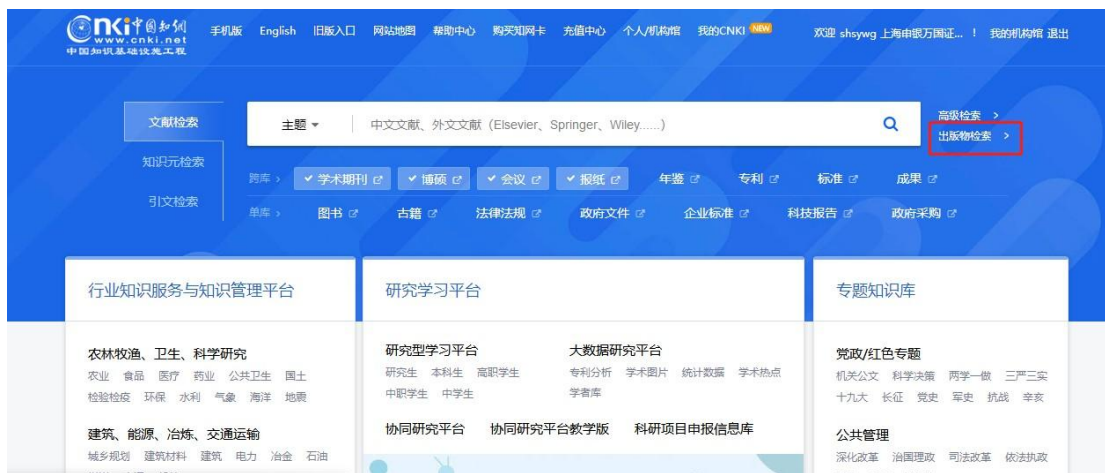 cnki中国知网
www.cnki.net
中国知识基础设施工程
手机版 English 旧版入口 网站地图 帮助中心 购买知网卡 充值中心 个人/机构馆 我的CNKI NEW
欢迎 shsywg 上海申银万国证... ! 我的机构馆 退出
文献检索
主题
中文文献、外文文献 (Elsevier、Springer、Wiley......)
高级检索 >
出版物检索 >
知识元检索
引文检索
跨库 > 学术期刊 博硕 会议 报纸 年鉴 专利 标准 成果
单库 > 图书 古籍 法律法规 政府文件 企业标准 科技报告 政府采购
行业知识服务与知识管理平台
农林牧渔、卫生、科学研究
农业 食品 医疗 药业 公共卫生 国土
检验检疫 环保 水利 气象 海洋 地震
建筑、能源、冶炼、交通运输
城乡规划 建筑材料 建筑 电力 冶金 石油
研究学习平台
研究型学习平台
研究生 本科生 高职学生
中职学生 中学生
大数据研究平台
专利分析 学术图片 统计数据 学术热点
学者库
协同研究平台 协同研究平台教学版 科研项目申报信息库
专题知识库
党政/红色专题
机关公文 科学决策 两学一做 三严三实
十九大 长征 党史 军史 抗战 辛亥
公共管理
深化改革 治国理政 司法改革 依法执政